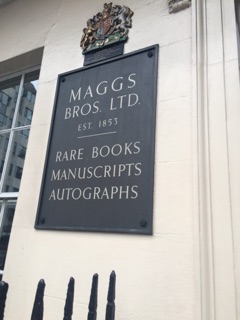 MAGGS
BROS. LTD.
EST. 1853
RARE BOOKS
MANUSCRIPTS
AUTOGRAPHS